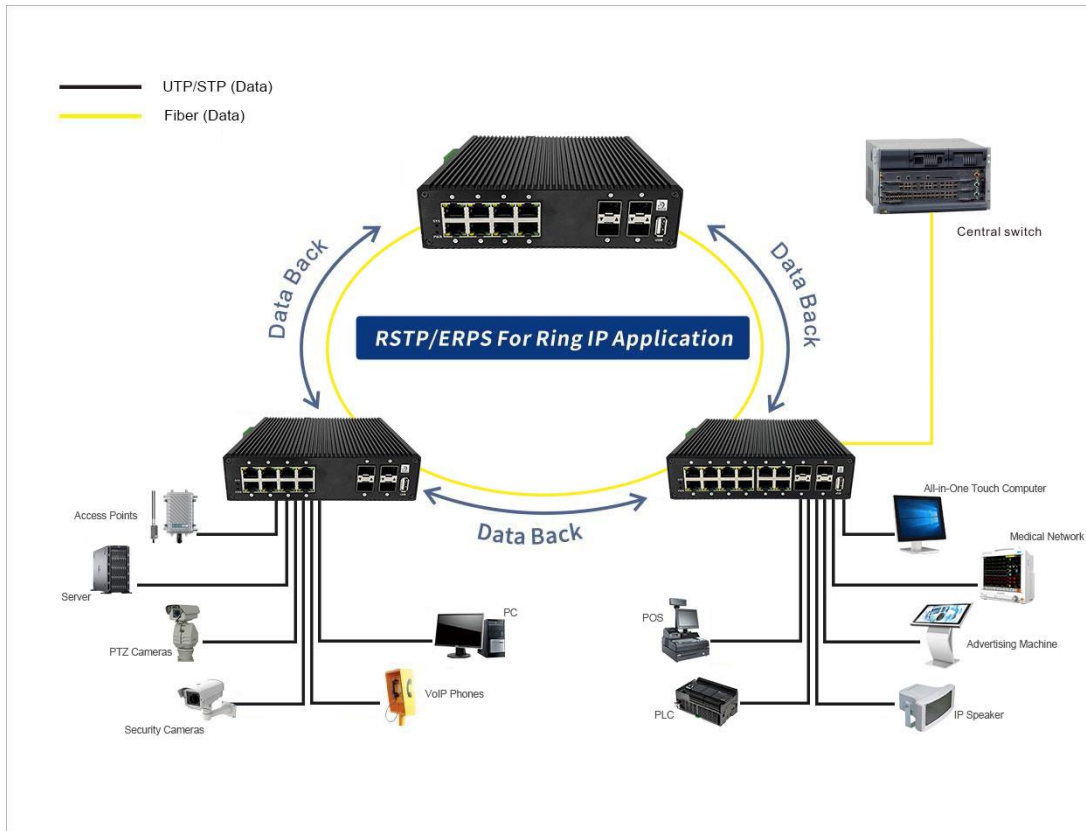 UTP/STP (Data)
Fiber (Data)
Central switch
Data Back
Data Back
RSTP/ERPS For Ring IP Application
Data Back
Access Points
Server
PTZ Cameras
Security Cameras
PC
VoIP Phones
All-in-One Touch Computer
Medical Network
POS
Advertising Machine
PLC
IP Speaker